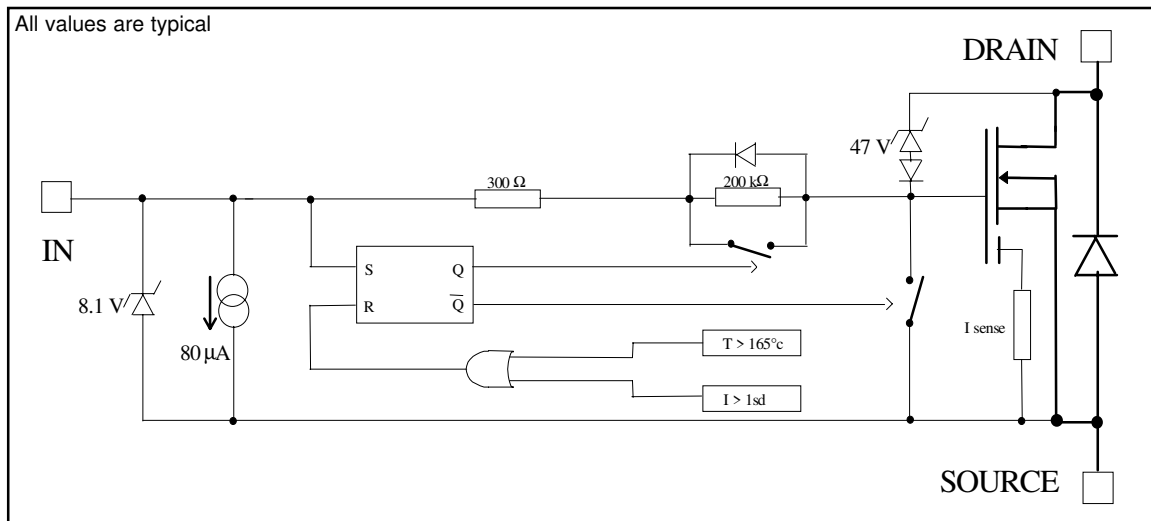 All values are typical
DRAIN
47 V
300 Ω
200 kΩ
IN
S
Q
R
Q
8.1 V
80 µA
T > 165°c
I sense
I > 1sd
SOURCE